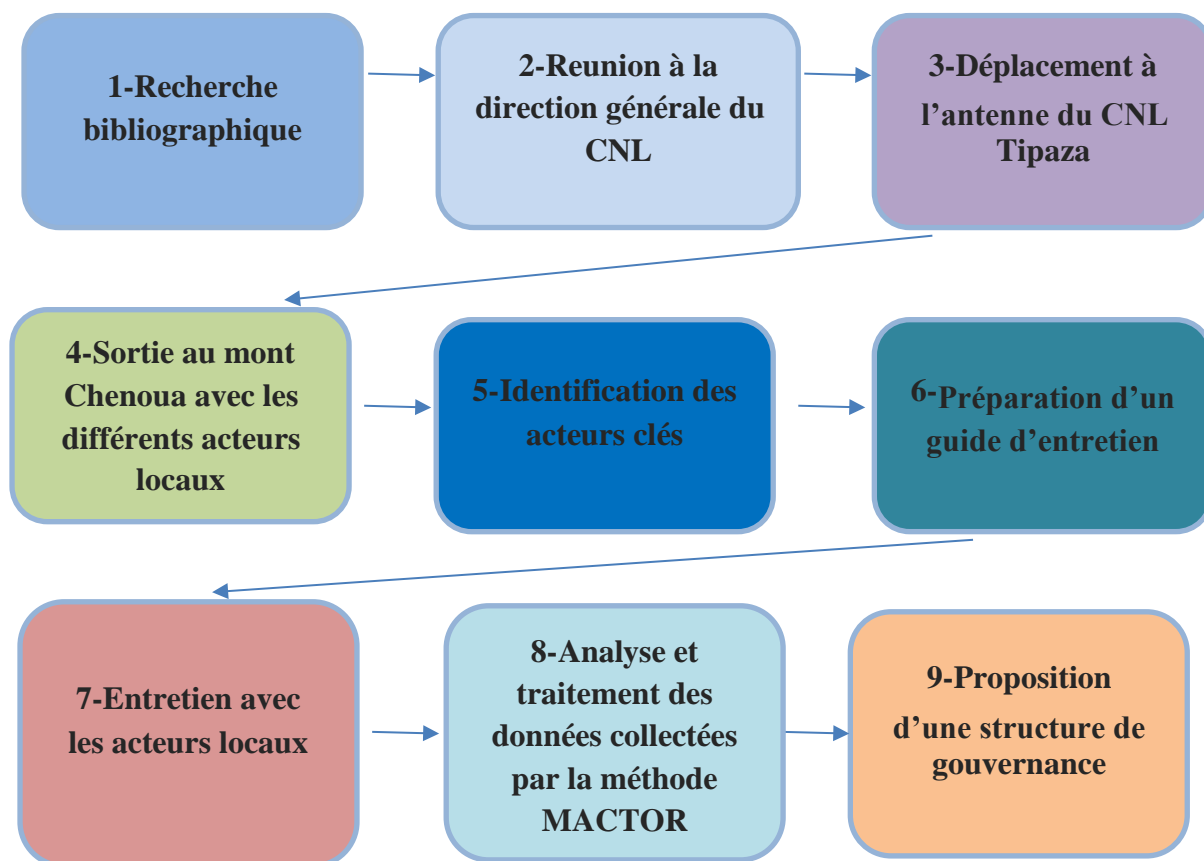 1-Recherche
bibliographique
2-Reunion à la
direction générale du
CNL
3-Déplacement à
l’antenne du CNL
Tipaza
4-Sortie au mont
Chenoua avec les
différents acteurs
locaux
5-Identification des
acteurs clés
6-Préparation d’un
guide d’entretien
7-Entretien avec
les acteurs locaux
8-Analyse et
traitement des
données collectées
par la méthode
MACTOR
9-Proposition
d’une structure de
gouvernance